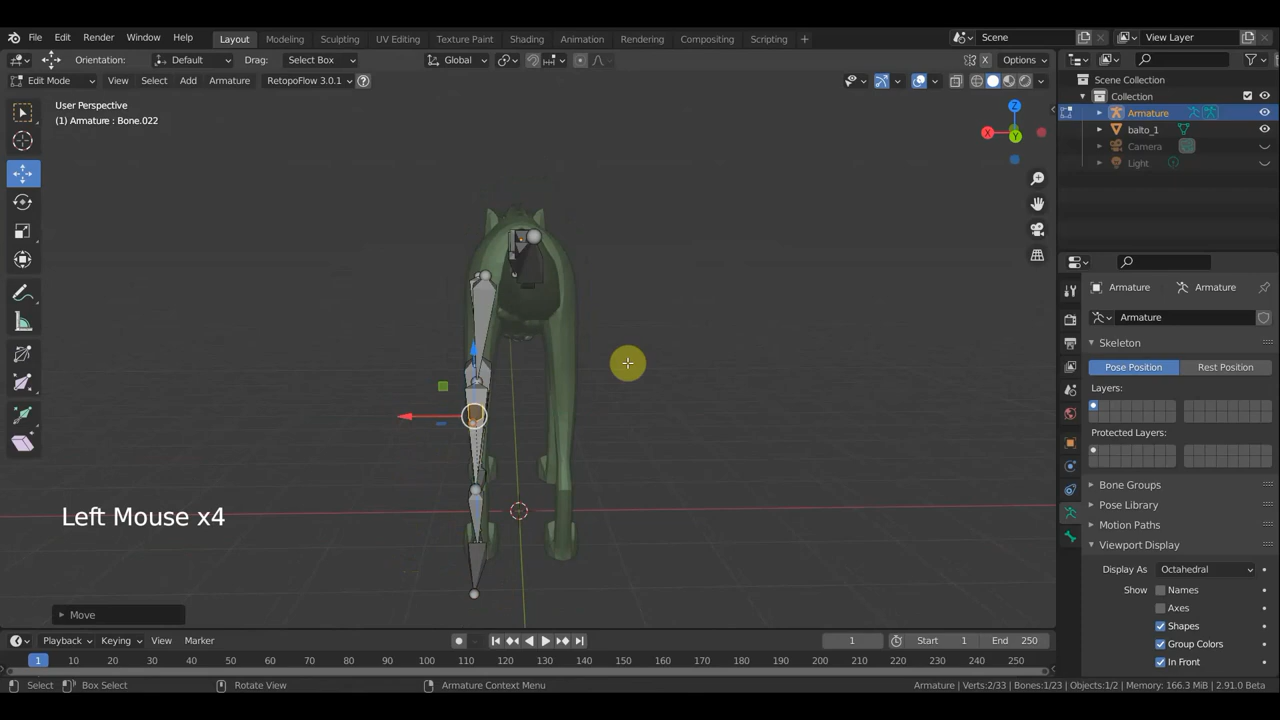 File Edit Render Window Help Layout Modeling Sculpting UV Editing Texture Paint Shading Animation Rendering Compositing Scripting + Scene View Layer
Orientation: Default Drag: Select Box Global Options
Edit Mode View Select Add Armature RetopoFlow 3.0.1
Scene Collection
Collection
Armature
balto_1
Camera
Light
User Perspective
(1) Armature : Bone.022
Z
X
Y
Armature Armature
Armature
Skeleton
Pose Position Rest Position
Layers:
Protected Layers:
Bone Groups
Pose Library
Motion Paths
Viewport Display
Display As Octahedral
Show Names
Axes
Shapes
Group Colors
In Front
Left Mouse x4
Move
Playback Keying View Marker 1 Start 1 End 250
1 10 20 30 40 50 60 70 80 90 100 110 120 130 140 150 160 170 180 190 200 210 220 230 240 250
Select Box Select Rotate View Armature Context Menu Armature | Verts:2/33 | Bones:1/23 | Objects:1/2 | Memory: 166.3 MiB | 2.91.0 Beta